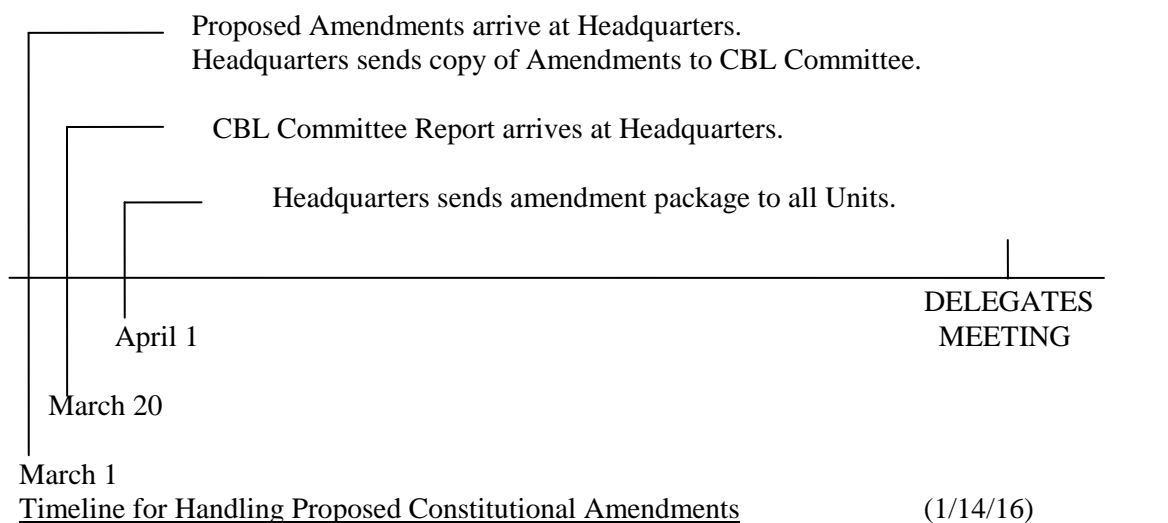 Proposed Amendments arrive at Headquarters.
Headquarters sends copy of Amendments to CBL Committee.
CBL Committee Report arrives at Headquarters.
Headquarters sends amendment package to all Units.
DELEGATES
MEETING
April 1
March 20
March 1
Timeline for Handling Proposed Constitutional Amendments (1/14/16)